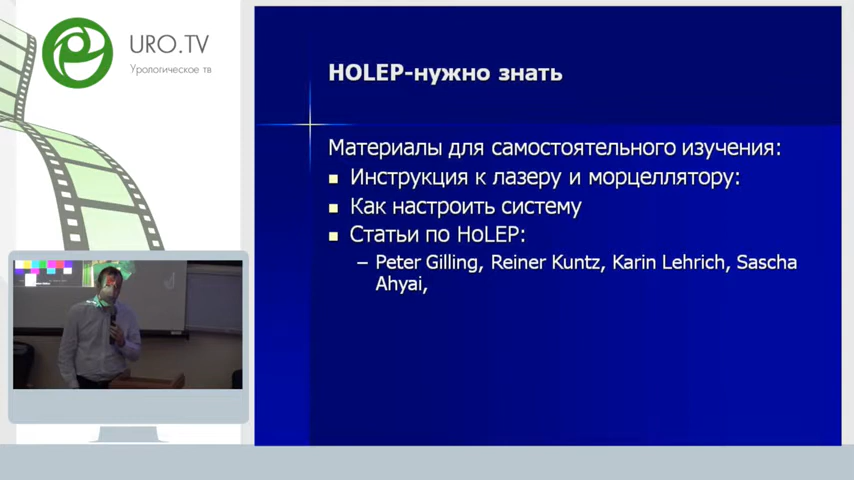 URO.TV
Урологическое тв
HOLEP-нужно знать
Материалы для самостоятельного изучения:
Инструкция к лазеру и морцеллятору:
Как настроить систему
Статьи по HoLEP:
– Peter Gilling, Reiner Kuntz, Karin Lehrich, Sascha
Ahyai,